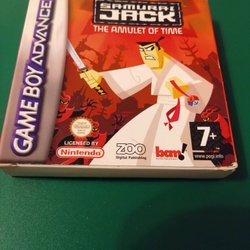 SAMURAI
JACK
THE AMULET OF TIME
GAME BOY ADVANCE
LICENSED BY
Nintendo
ZOO
Digital Publishing
bam!
7+
www.pegi.info